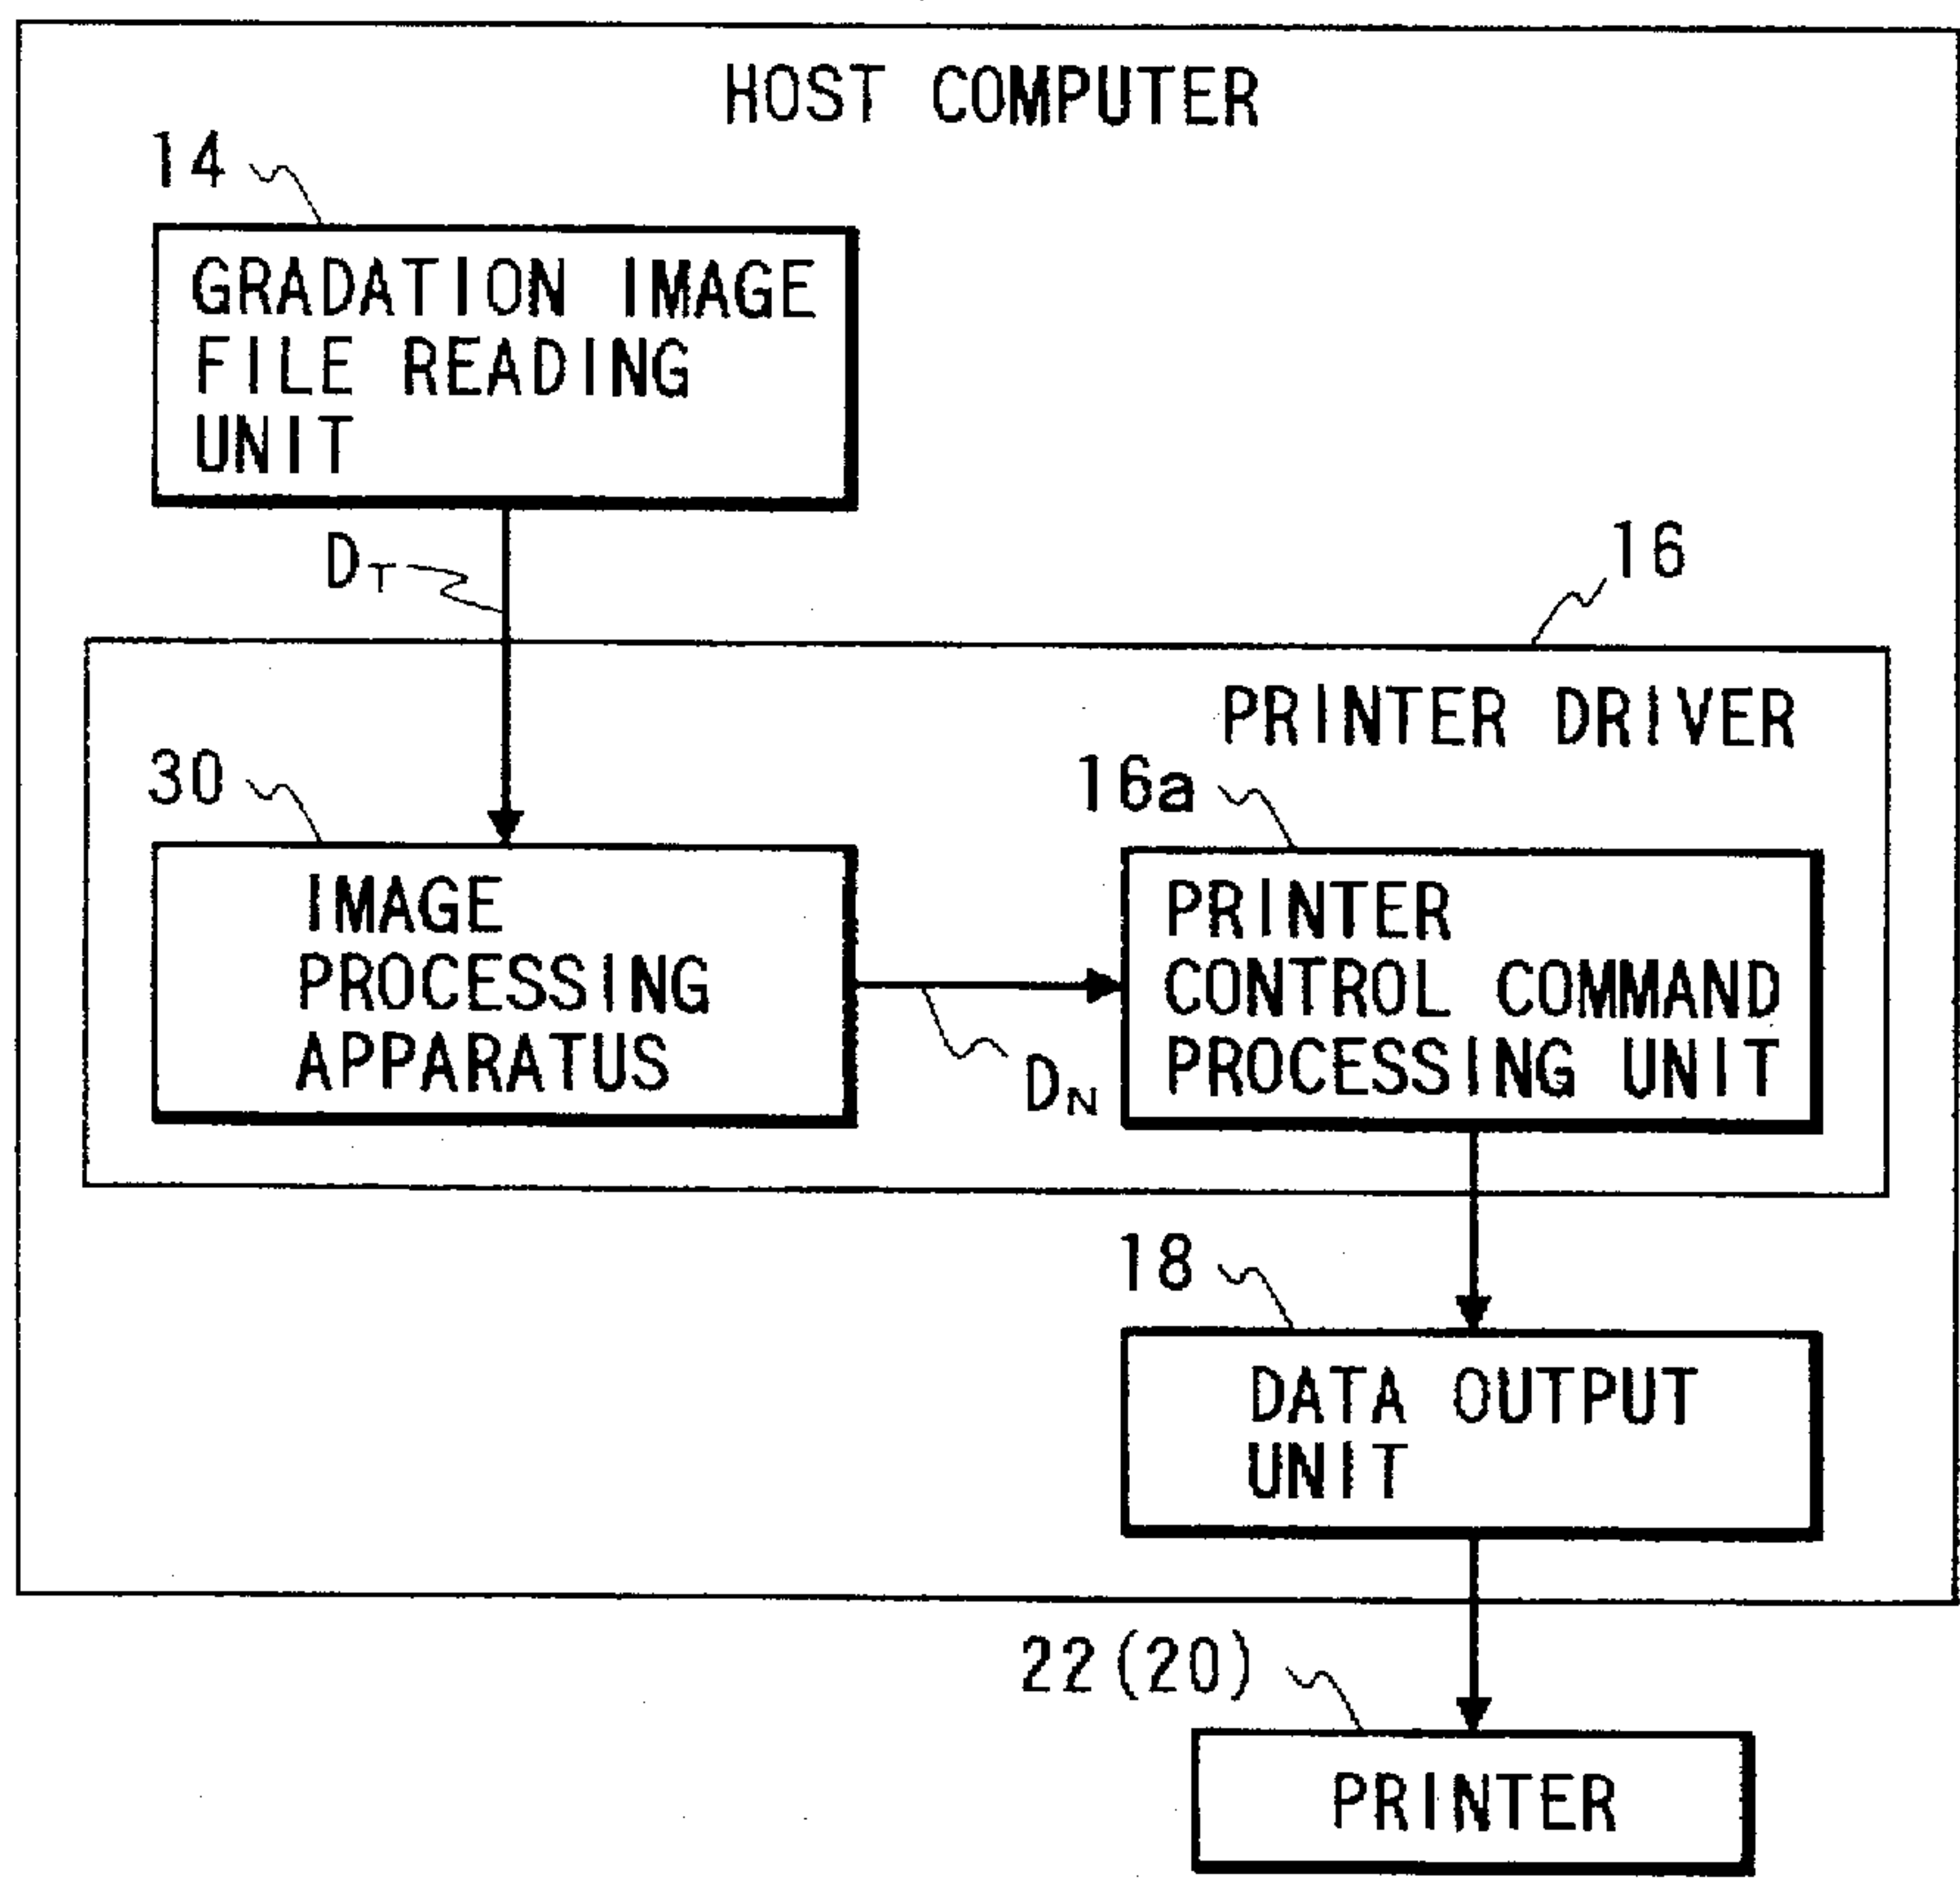 HOST COMPUTER
14
GRADATION IMAGE
FILE READING
UNIT
DT
16
PRINTER DRIVER
30
16a
IMAGE
PROCESSING
APPARATUS
PRINTER
CONTROL COMMAND
PROCESSING UNIT
DN
18
DATA OUTPUT
UNIT
22(20)
PRINTER